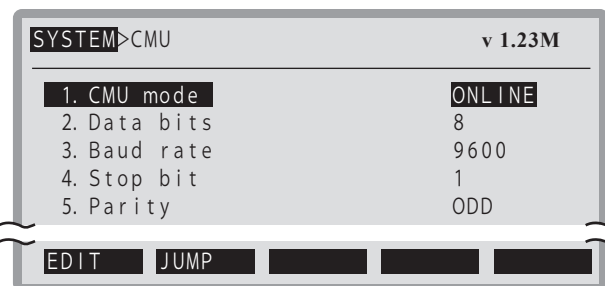 SYSTEM>CMU v 1.23M
1. CMU mode ONLINE
2. Data bits 8
3. Baud rate 9600
4. Stop bit 1
5. Parity ODD
EDIT JUMP